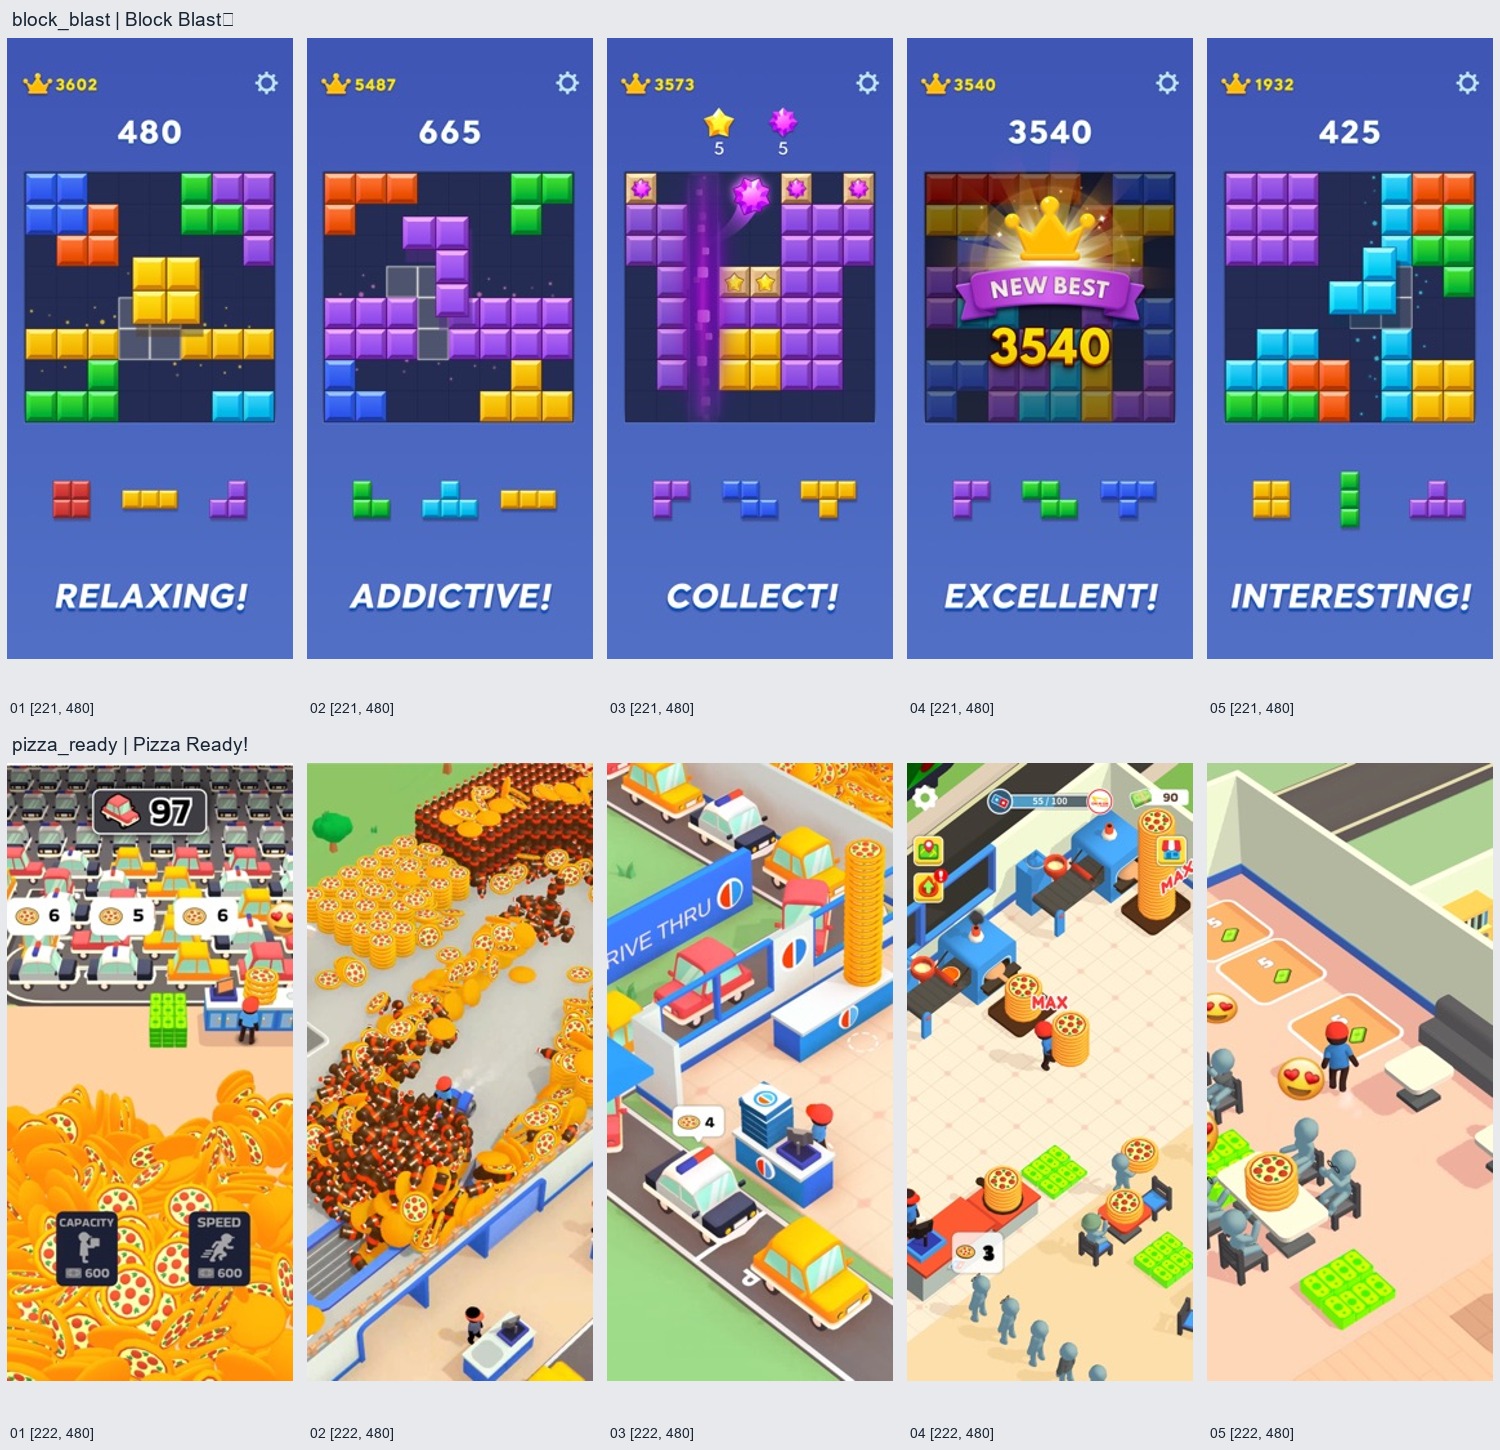 block_blast | Block Blast
3602
480
RELAXING!
5487
665
ADDICTIVE!
3573
5
5
COLLECT!
3540
3540
NEW BEST
3540
EXCELLENT!
1932
425
INTERESTING!
01 [221, 480]
02 [221, 480]
03 [221, 480]
04 [221, 480]
05 [221, 480]
pizza_ready | Pizza Ready!
97
6
5
6
CAPACITY
600
SPEED
600
RIVE THRU
4
55 / 100
90
MAX
MAX
3
5
5
01 [222, 480]
02 [222, 480]
03 [222, 480]
04 [222, 480]
05 [222, 480]